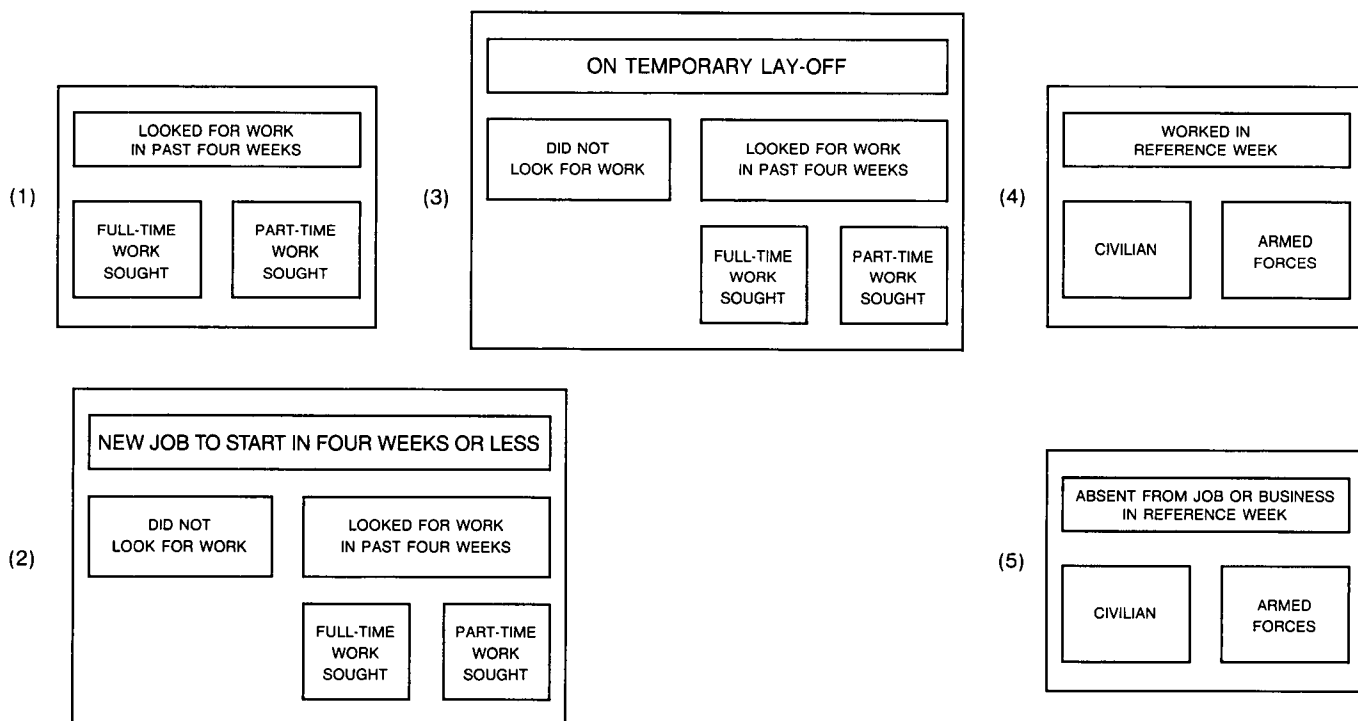 (1)
LOOKED FOR WORK
IN PAST FOUR WEEKS
FULL-TIME
WORK
SOUGHT
PART-TIME
WORK
SOUGHT
(2)
NEW JOB TO START IN FOUR WEEKS OR LESS
DID NOT
LOOK FOR WORK
LOOKED FOR WORK
IN PAST FOUR WEEKS
FULL-TIME
WORK
SOUGHT
PART-TIME
WORK
SOUGHT
(3)
ON TEMPORARY LAY-OFF
DID NOT
LOOK FOR WORK
LOOKED FOR WORK
IN PAST FOUR WEEKS
FULL-TIME
WORK
SOUGHT
PART-TIME
WORK
SOUGHT
(4)
WORKED IN
REFERENCE WEEK
CIVILIAN
ARMED
FORCES
(5)
ABSENT FROM JOB OR BUSINESS
IN REFERENCE WEEK
CIVILIAN
ARMED
FORCES